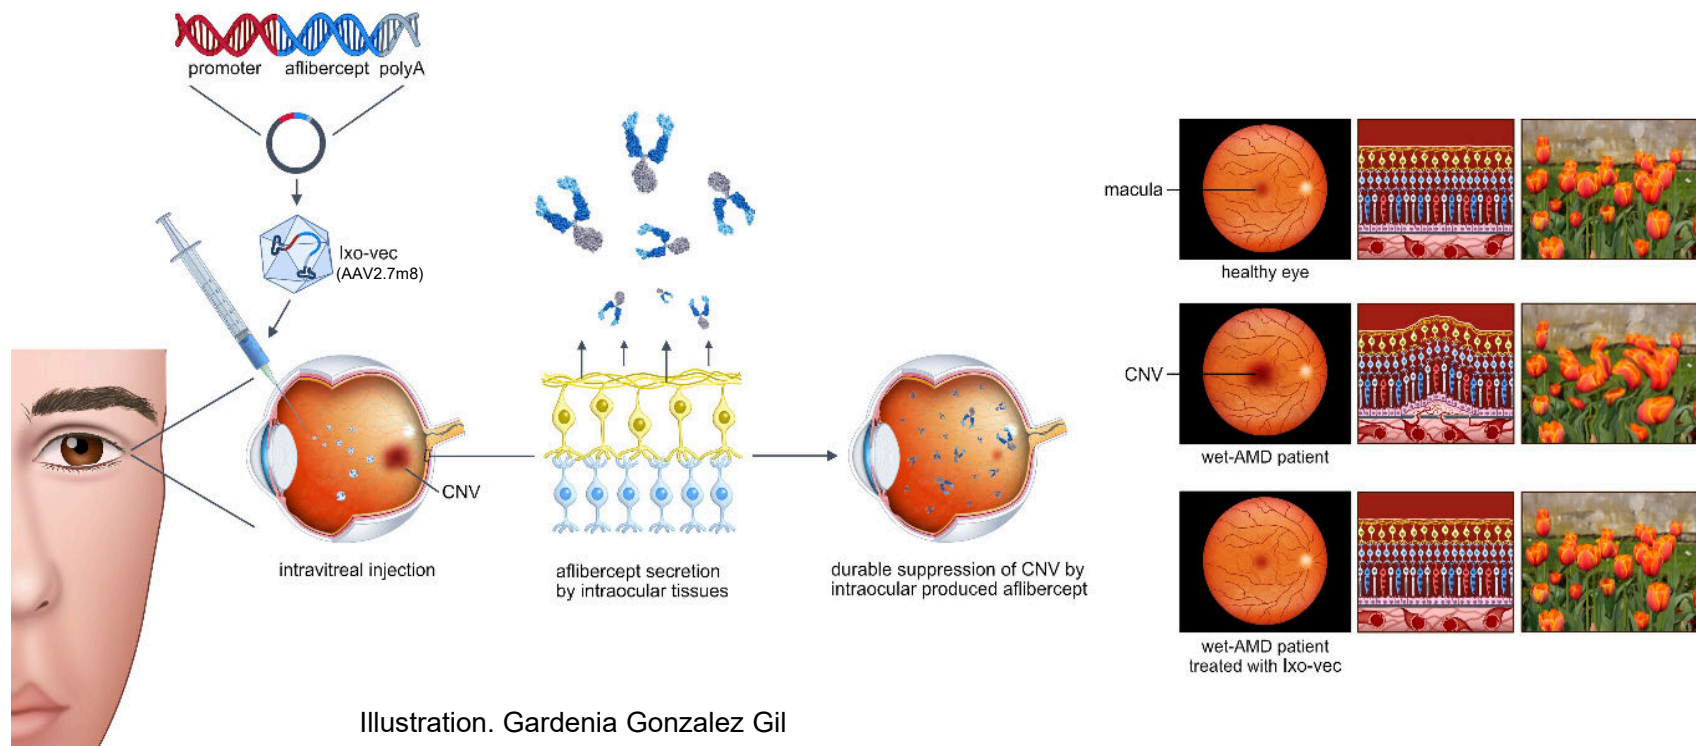 promoter aflibercept polyA
Ixo-vec
(AAV2.7m8)
CNV
intravitreal injection
aflibercept secretion
by intraocular tissues
durable suppression of CNV by
intraocular produced aflibercept
macula
healthy eye
CNV
wet-AMD patient
wet-AMD patient
treated with Ixo-vec
Illustration. Gardenia Gonzalez Gil